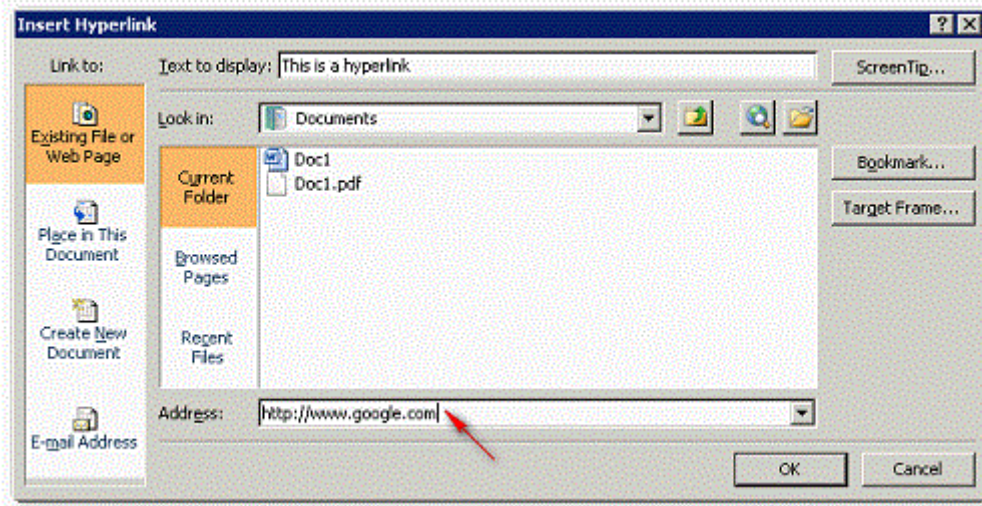 Insert Hyperlink
Link to:
Text to display: This is a hyperlink
ScreenTip...
Existing File or
Web Page
Look in: Documents
Current
Folder
Doc1
Doc1.pdf
Bookmark...
Target Frame...
Place in This
Document
Browsed
Pages
Create New
Document
Recent
Files
E-mail Address
Address: http://www.google.com
OK
Cancel